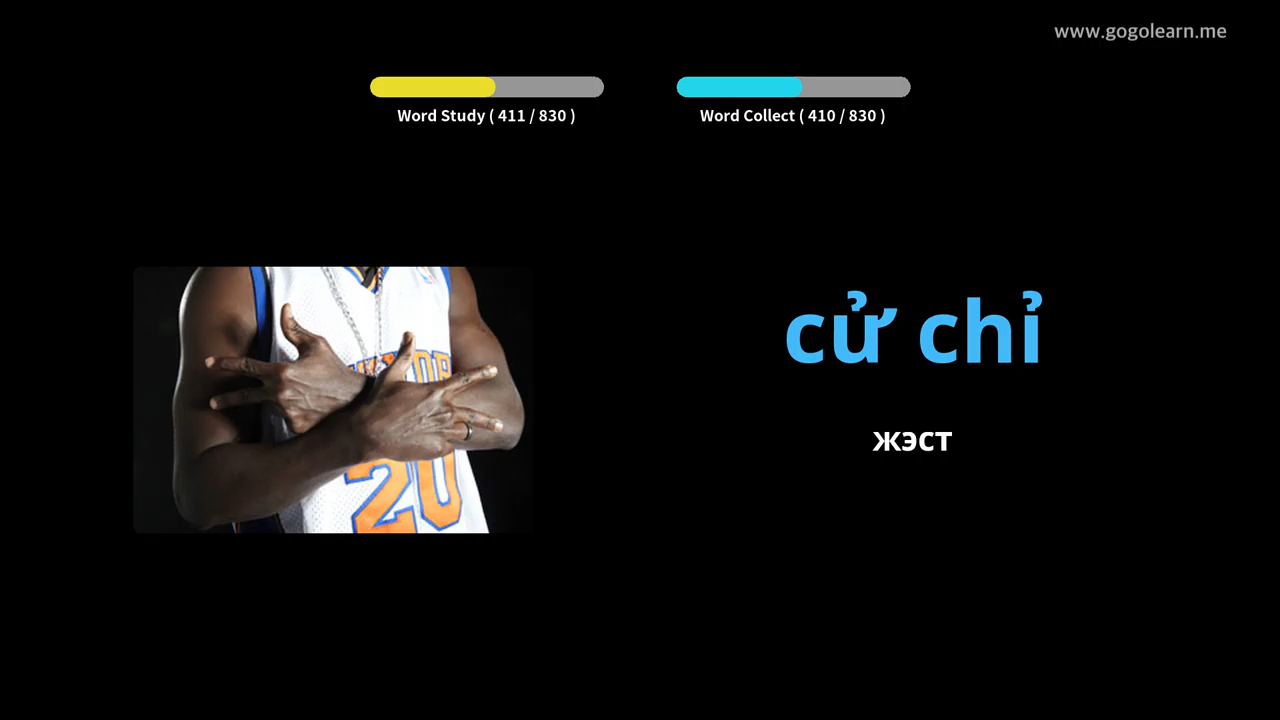 www.gogolearn.me
Word Study ( 411 / 830 )
Word Collect ( 410 / 830 )
cử chỉ
жэст
20